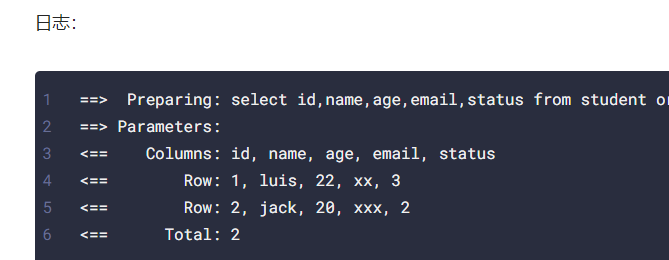 日志：
1 ==>  Preparing: select id,name,age,email,status from student
2 ==> Parameters:
3 <==    Columns: id, name, age, email, status
4 <==        Row: 1, luis, 22, xx, 3
5 <==        Row: 2, jack, 20, xxx, 2
6 <==      Total: 2